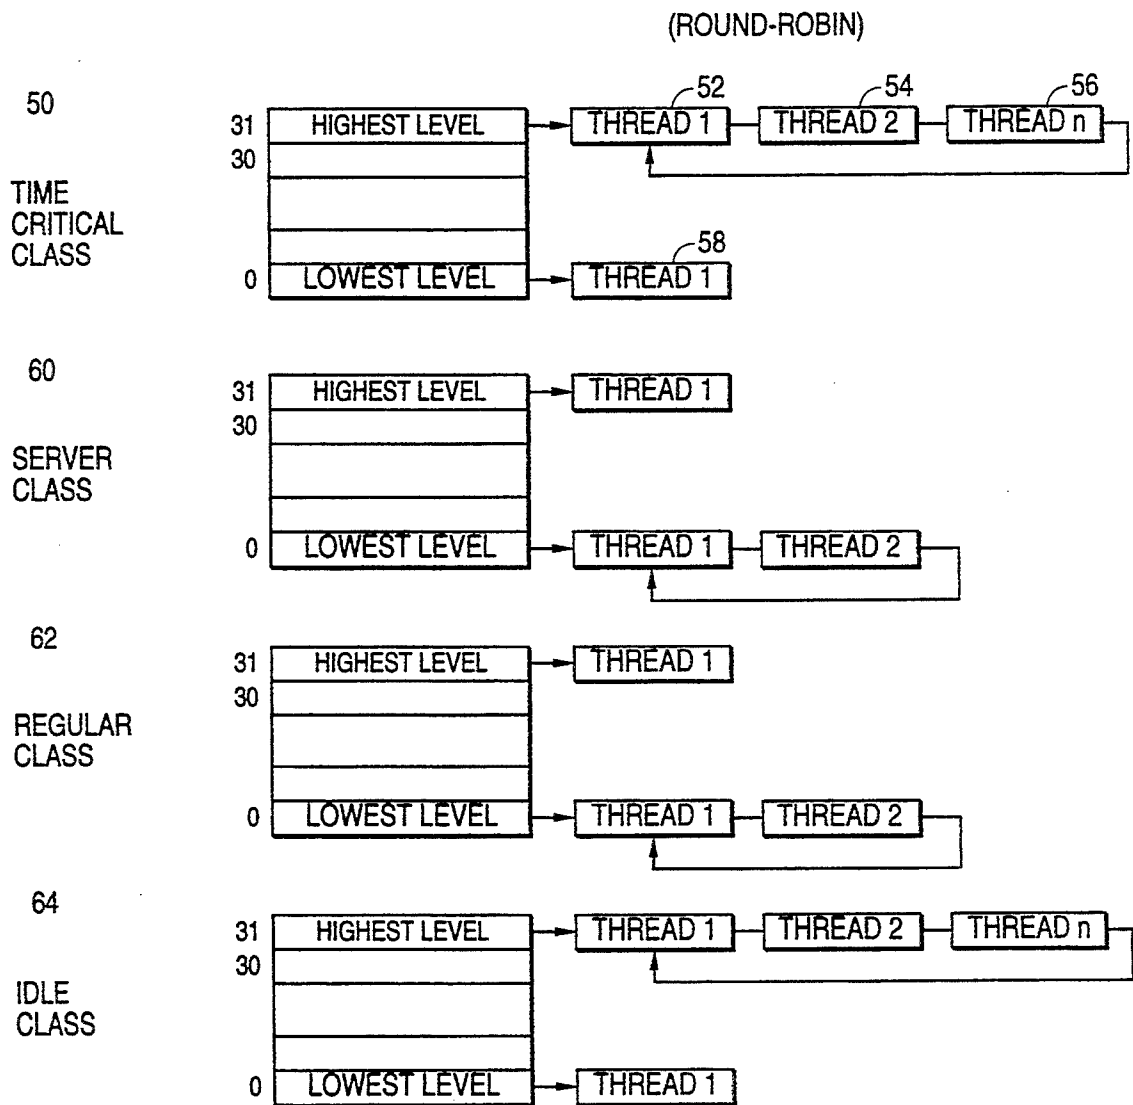 (ROUND-ROBIN)
50
TIME
CRITICAL
CLASS
31 HIGHEST LEVEL THREAD 1 52 THREAD 2 54 THREAD n 56
30
0 LOWEST LEVEL THREAD 1 58
60
SERVER
CLASS
31 HIGHEST LEVEL THREAD 1
30
0 LOWEST LEVEL THREAD 1 THREAD 2
62
REGULAR
CLASS
31 HIGHEST LEVEL THREAD 1
30
0 LOWEST LEVEL THREAD 1 THREAD 2
64
IDLE
CLASS
31 HIGHEST LEVEL THREAD 1 THREAD 2 THREAD n
30
0 LOWEST LEVEL THREAD 1